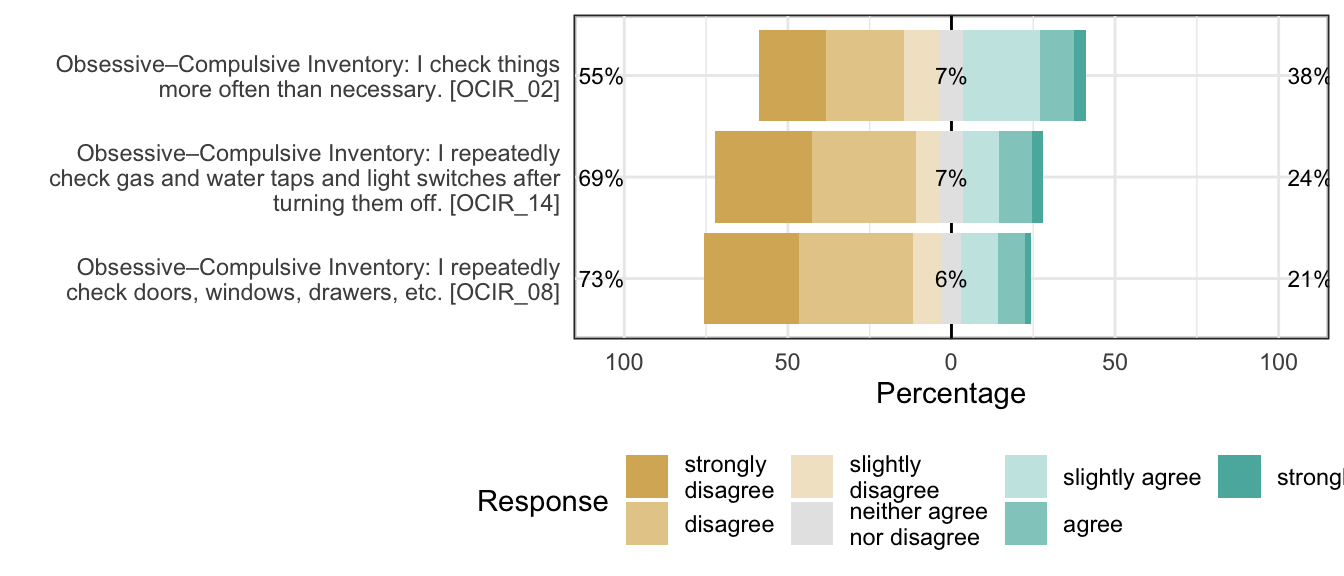 Obsessive–Compulsive Inventory: I check things
more often than necessary. [OCIR_02]
55%
7%
38%
Obsessive–Compulsive Inventory: I repeatedly
check gas and water taps and light switches after
turning them off. [OCIR_14]
69%
7%
24%
Obsessive–Compulsive Inventory: I repeatedly
check doors, windows, drawers, etc. [OCIR_08]
73%
6%
21%
100 50 0 50 100
Percentage
Response
strongly
disagree
disagree
slightly
disagree
neither agree
nor disagree
slightly agree
agree